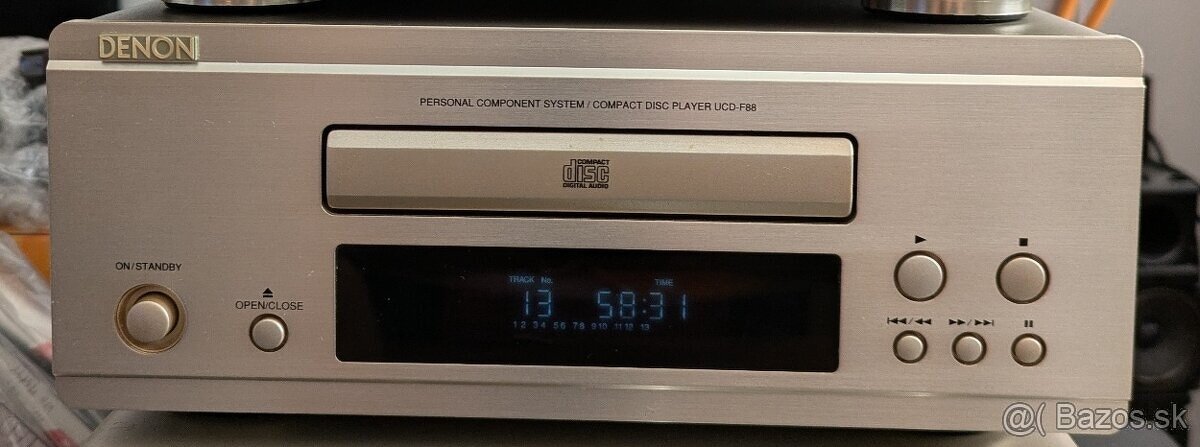 DENON
PERSONAL COMPONENT SYSTEM / COMPACT DISC PLAYER UCD-F88
COMPACT
disc
DIGITAL AUDIO
ON/STANDBY
OPEN/CLOSE
TRACK No. TIME
13 58:31
1 2 3 4 5 6 7 8 9 10 11 12 13
@( Bazos.sk